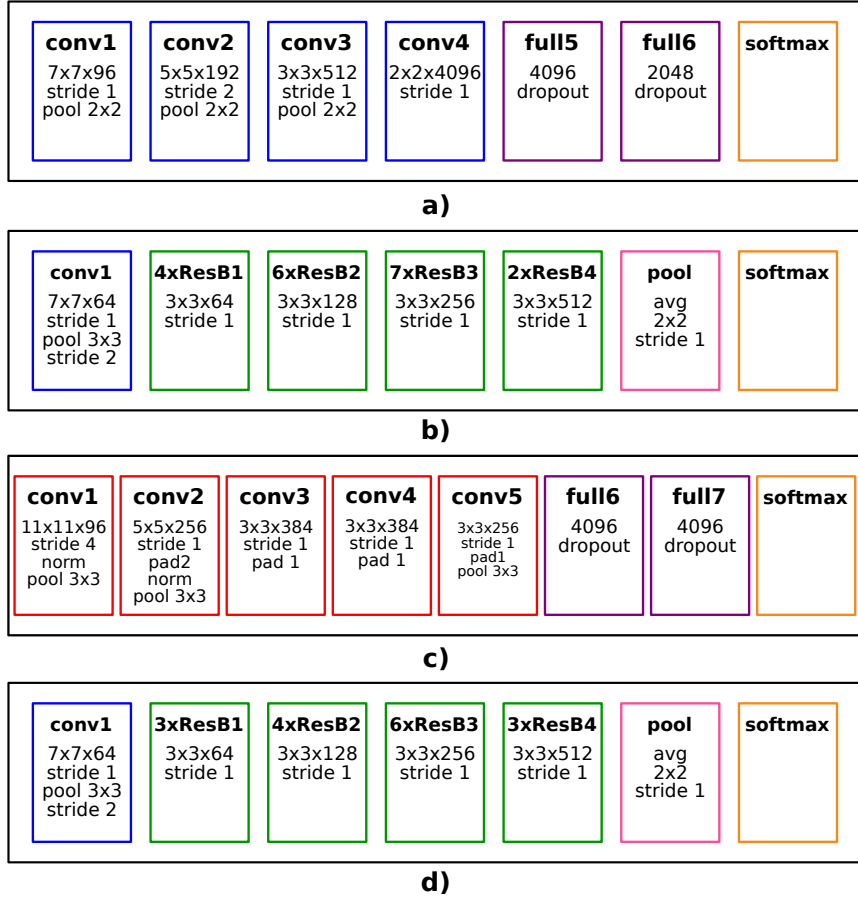 conv1
7x7x96
stride 1
pool 2x2
conv2
5x5x192
stride 2
pool 2x2
conv3
3x3x512
stride 1
pool 2x2
conv4
2x2x4096
stride 1
full5
4096
dropout
full6
2048
dropout
softmax
a)
conv1
7x7x64
stride 1
pool 3x3
stride 2
4xResB1
3x3x64
stride 1
6xResB2
3x3x128
stride 1
7xResB3
3x3x256
stride 1
2xResB4
3x3x512
stride 1
pool
avg
2x2
stride 1
softmax
b)
conv1
11x11x96
stride 4
norm
pool 3x3
conv2
5x5x256
stride 1
pad2
norm
pool 3x3
conv3
3x3x384
stride 1
pad 1
conv4
3x3x384
stride 1
pad 1
conv5
3x3x256
stride 1
pad1
pool 3x3
full6
4096
dropout
full7
4096
dropout
softmax
c)
conv1
7x7x64
stride 1
pool 3x3
stride 2
3xResB1
3x3x64
stride 1
4xResB2
3x3x128
stride 1
6xResB3
3x3x256
stride 1
3xResB4
3x3x512
stride 1
pool
avg
2x2
stride 1
softmax
d)